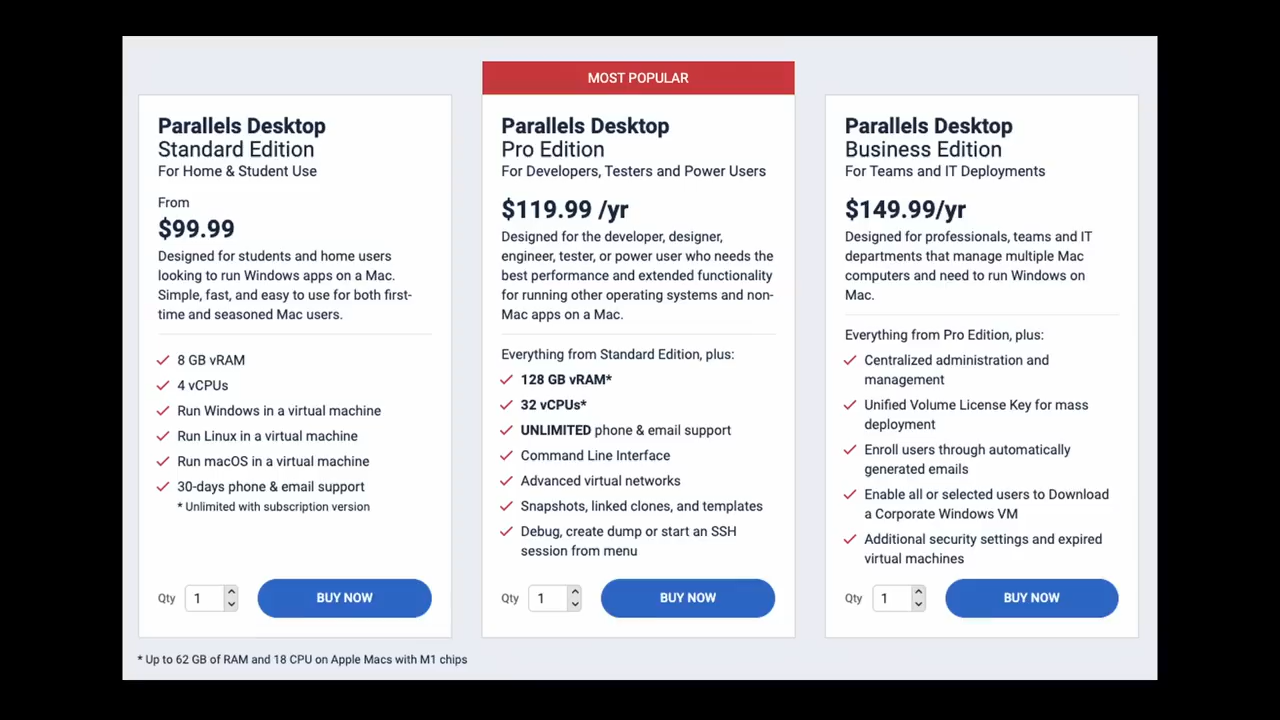 MOST POPULAR
Parallels Desktop
Standard Edition
For Home & Student Use
From
$99.99
Designed for students and home users
looking to run Windows apps on a Mac.
Simple, fast, and easy to use for both first-
time and seasoned Mac users.
8 GB vRAM
4 vCPUs
Run Windows in a virtual machine
Run Linux in a virtual machine
Run macOS in a virtual machine
30-days phone & email support
* Unlimited with subscription version
Qty 1 BUY NOW
Parallels Desktop
Pro Edition
For Developers, Testers and Power Users
$119.99 /yr
Designed for the developer, designer,
engineer, tester, or power user who needs the
best performance and extended functionality
for running other operating systems and non-
Mac apps on a Mac.
Everything from Standard Edition, plus:
128 GB vRAM*
32 vCPUs*
UNLIMITED phone & email support
Command Line Interface
Advanced virtual networks
Snapshots, linked clones, and templates
Debug, create dump or start an SSH
session from menu
Qty 1 BUY NOW
Parallels Desktop
Business Edition
For Teams and IT Deployments
$149.99/yr
Designed for professionals, teams and IT
departments that manage multiple Mac
computers and need to run Windows on
Mac.
Everything from Pro Edition, plus:
Centralized administration and
management
Unified Volume License Key for mass
deployment
Enroll users through automatically
generated emails
Enable all or selected users to Download
a Corporate Windows VM
Additional security settings and expired
virtual machines
Qty 1 BUY NOW
* Up to 62 GB of RAM and 18 CPU on Apple Macs with M1 chips